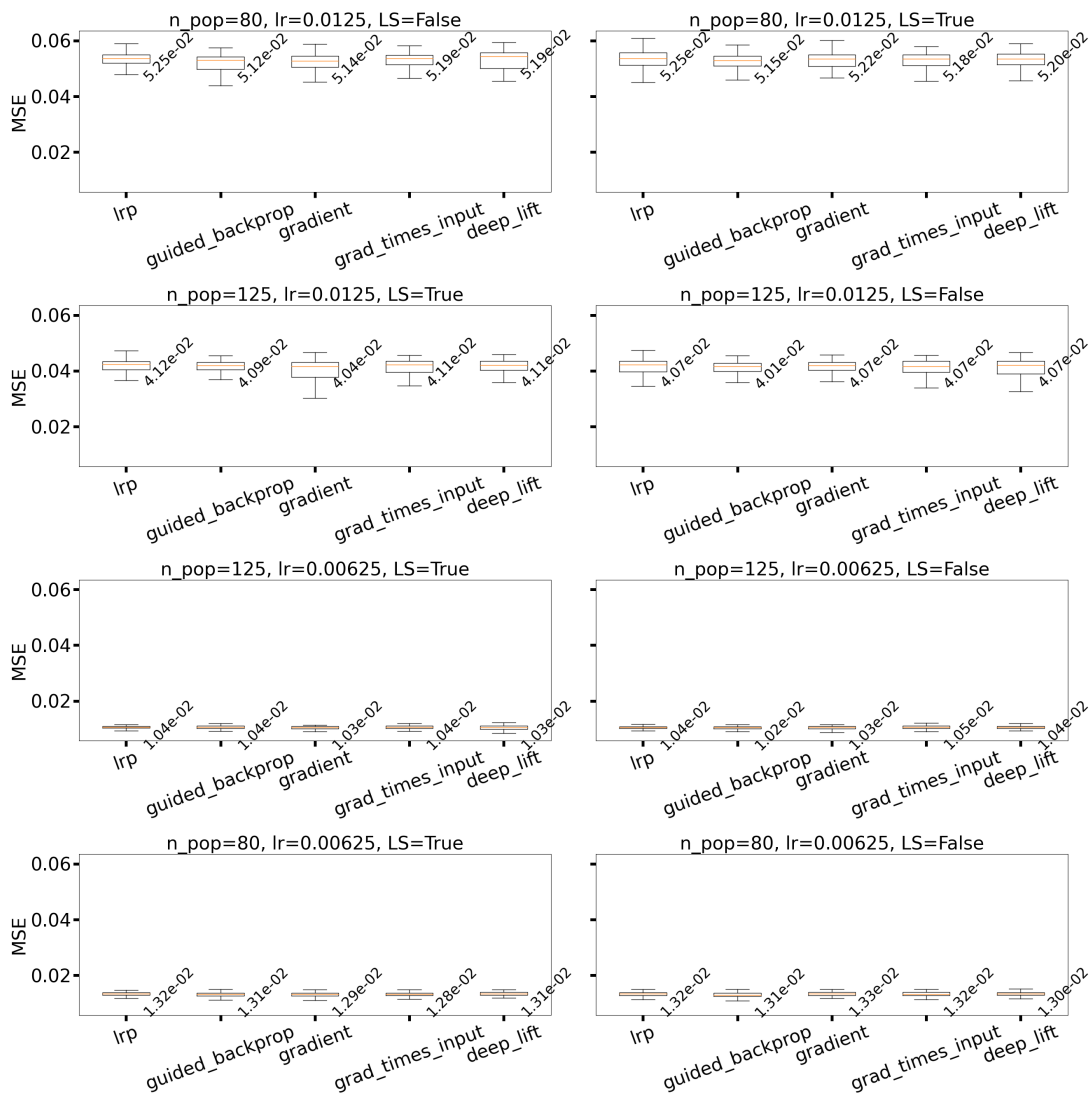 n_pop=80, lr=0.0125, LS=False
MSE
0.06
0.04
0.02
5.25e-02
5.12e-02
5.14e-02
5.19e-02
5.19e-02
lrp
guided_backprop
gradient
grad_times_input
deep_lift
n_pop=80, lr=0.0125, LS=True
5.25e-02
5.15e-02
5.22e-02
5.18e-02
5.20e-02
lrp
guided_backprop
gradient
grad_times_input
deep_lift
n_pop=125, lr=0.0125, LS=True
MSE
0.06
0.04
0.02
4.12e-02
4.09e-02
4.04e-02
4.11e-02
4.11e-02
lrp
guided_backprop
gradient
grad_times_input
deep_lift
n_pop=125, lr=0.0125, LS=False
4.07e-02
4.01e-02
4.07e-02
4.07e-02
4.07e-02
lrp
guided_backprop
gradient
grad_times_input
deep_lift
n_pop=125, lr=0.00625, LS=True
MSE
0.06
0.04
0.02
1.04e-02
1.04e-02
1.03e-02
1.04e-02
1.03e-02
lrp
guided_backprop
gradient
grad_times_input
deep_lift
n_pop=125, lr=0.00625, LS=False
1.04e-02
1.02e-02
1.03e-02
1.05e-02
1.04e-02
lrp
guided_backprop
gradient
grad_times_input
deep_lift
n_pop=80, lr=0.00625, LS=True
MSE
0.06
0.04
0.02
1.32e-02
1.31e-02
1.29e-02
1.28e-02
1.31e-02
lrp
guided_backprop
gradient
grad_times_input
deep_lift
n_pop=80, lr=0.00625, LS=False
1.32e-02
1.31e-02
1.33e-02
1.32e-02
1.30e-02
lrp
guided_backprop
gradient
grad_times_input
deep_lift